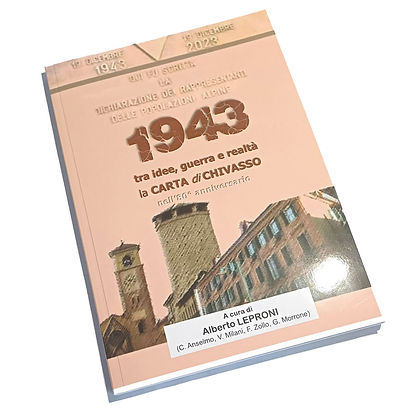 19 DICEMBRE 1943
19 DICEMBRE 2023
QUI FU SCRITTA
LA
DICHIARAZIONE DEI RAPPRESENTANTI
DELLE POPOLAZIONI ALPINE
1943
tra idee, guerra e realtà
la CARTA di CHIVASSO
nell'80° anniversario
A cura di
Alberto LEPRONI
(C. Anselmo, V. Milani, F. Zollo, G. Morrone)